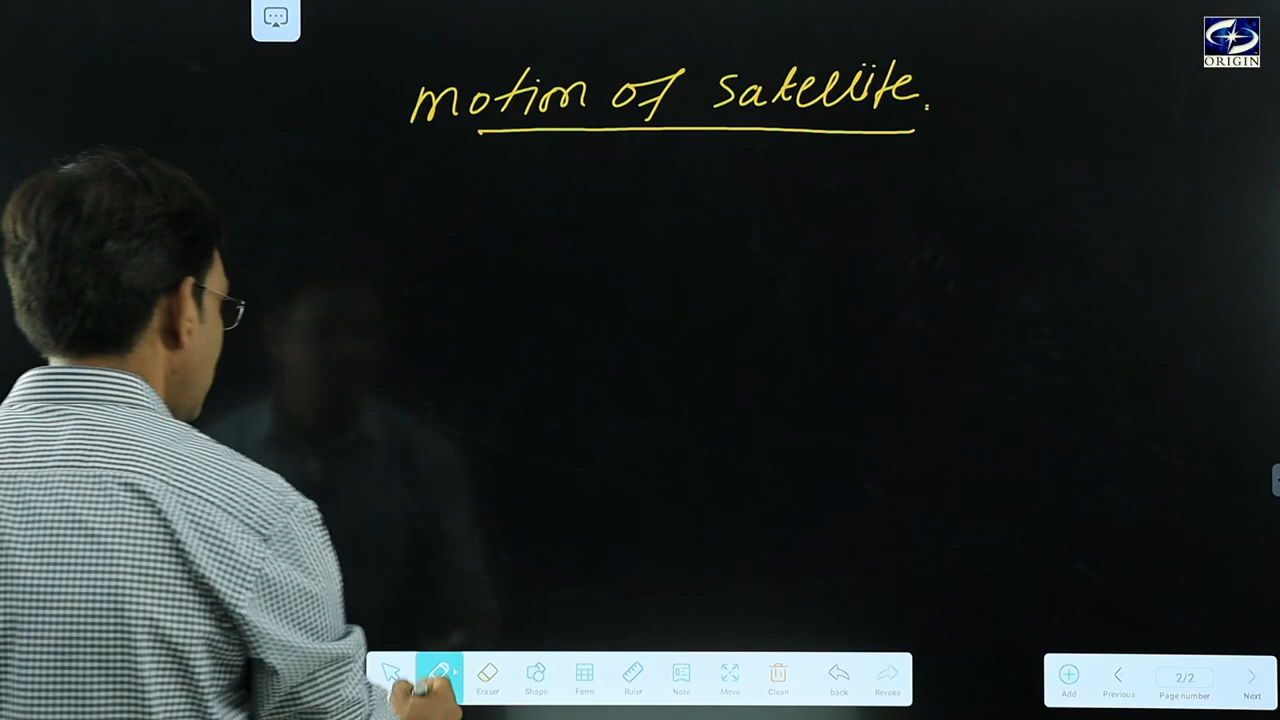 motion of Satellite.
ORIGIN
Eraser
Shape
Form
Ruler
Note
Move
Clean
back
Revoke
Add
Previous
2/2
Page number
Next